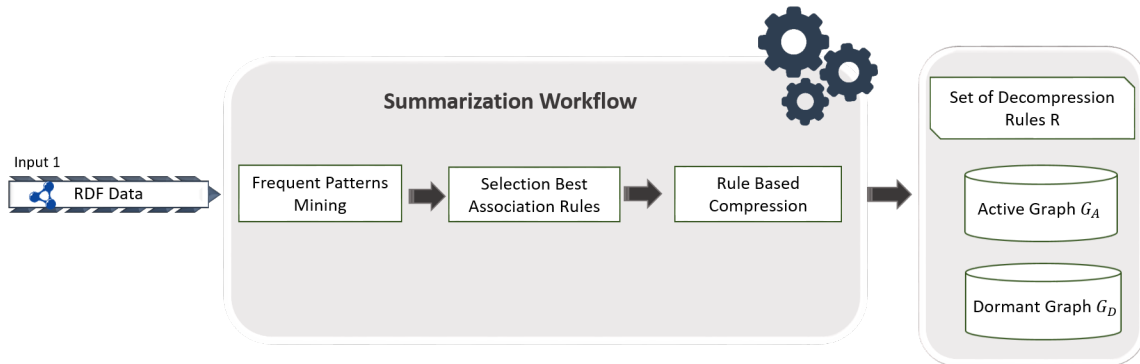 Summarization Workflow
Input 1
RDF Data
Frequent Patterns
Mining
Selection Best
Association Rules
Rule Based
Compression
Set of Decompression
Rules R
Active Graph G_A
Dormant Graph G_D